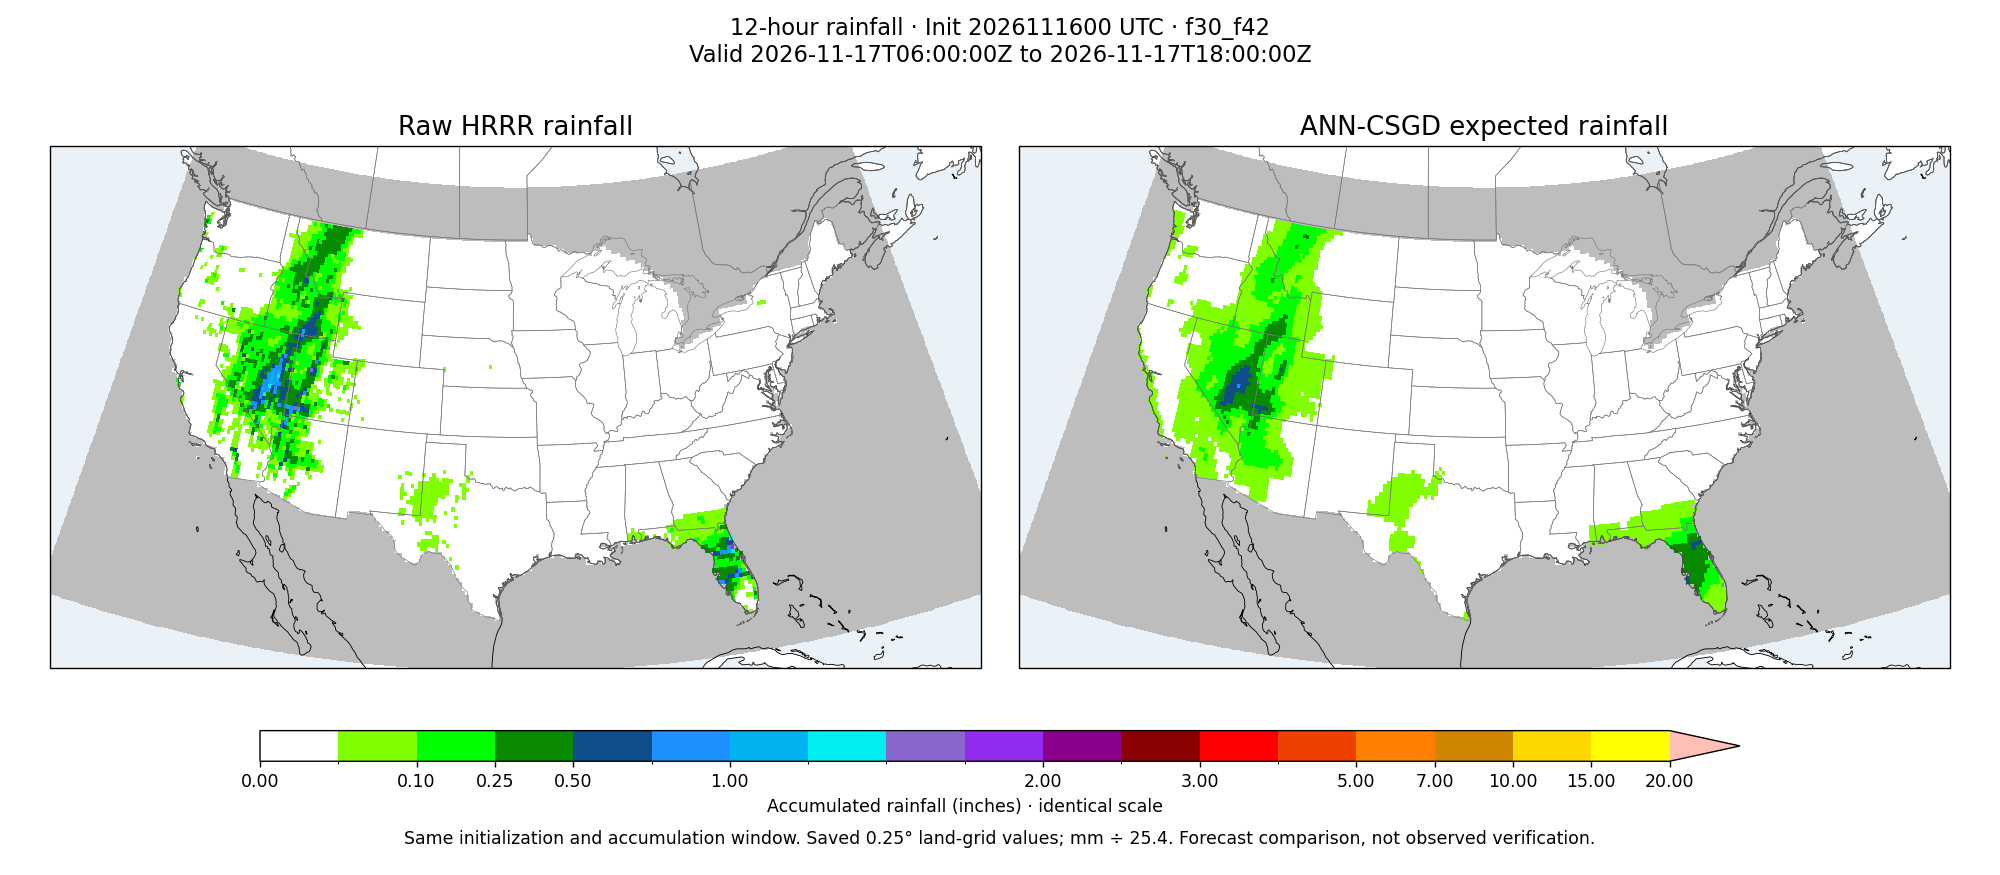 12-hour rainfall · Init 2026111600 UTC · f30_f42
Valid 2026-11-17T06:00:00Z to 2026-11-17T18:00:00Z
Raw HRRR rainfall
ANN-CSGD expected rainfall
0.00 0.10 0.25 0.50 1.00 2.00 3.00 5.00 7.00 10.00 15.00 20.00
Accumulated rainfall (inches) · identical scale
Same initialization and accumulation window. Saved 0.25° land-grid values; mm ÷ 25.4. Forecast comparison, not observed verification.